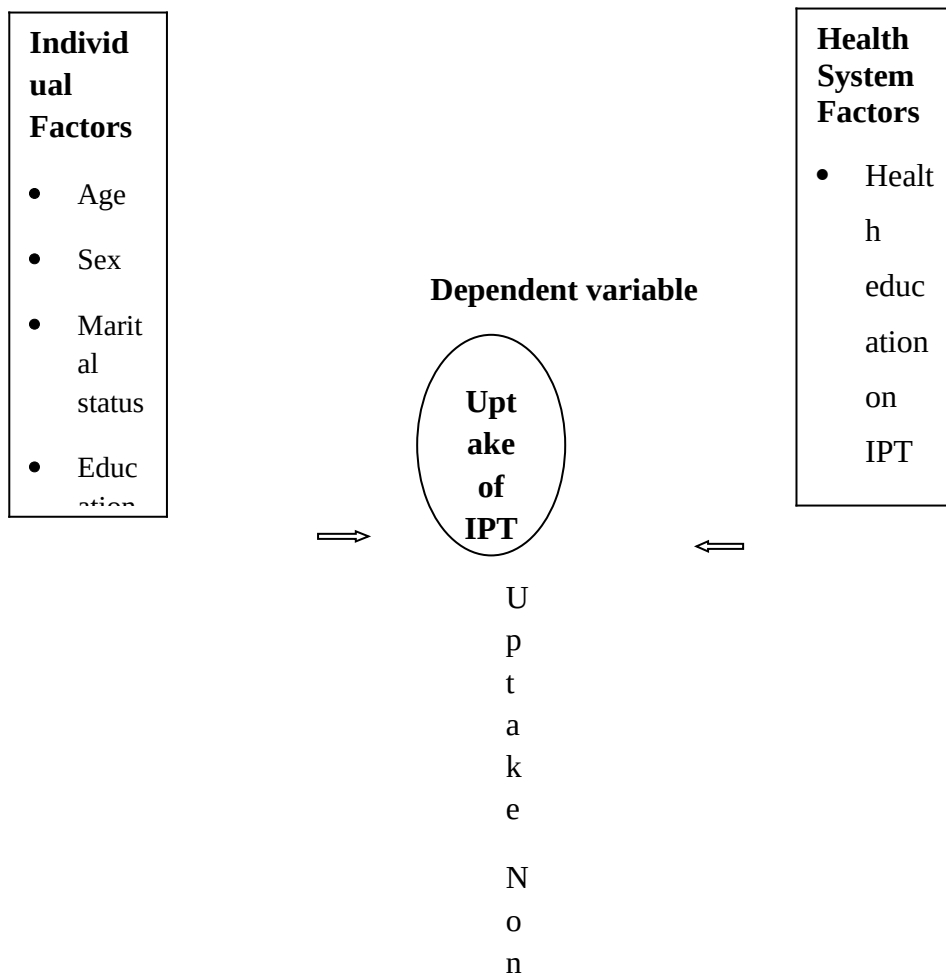 Individ
ual
Factors
• Age
• Sex
• Marit
al
status
• Educ
ation
Health
System
Factors
• Healt
h
educ
ation
on
IPT
Dependent variable
Upt
ake
of
IPT
U
p
t
a
k
e
N
o
n